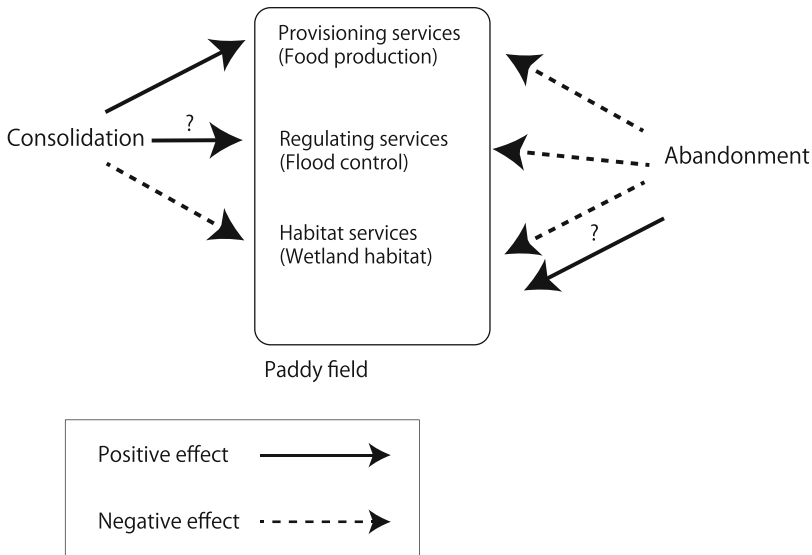 Provisioning services
(Food production)
Consolidation
?
Regulating services
(Flood control)
Abandonment
Habitat services
(Wetland habitat)
?
Paddy field
Positive effect
Negative effect